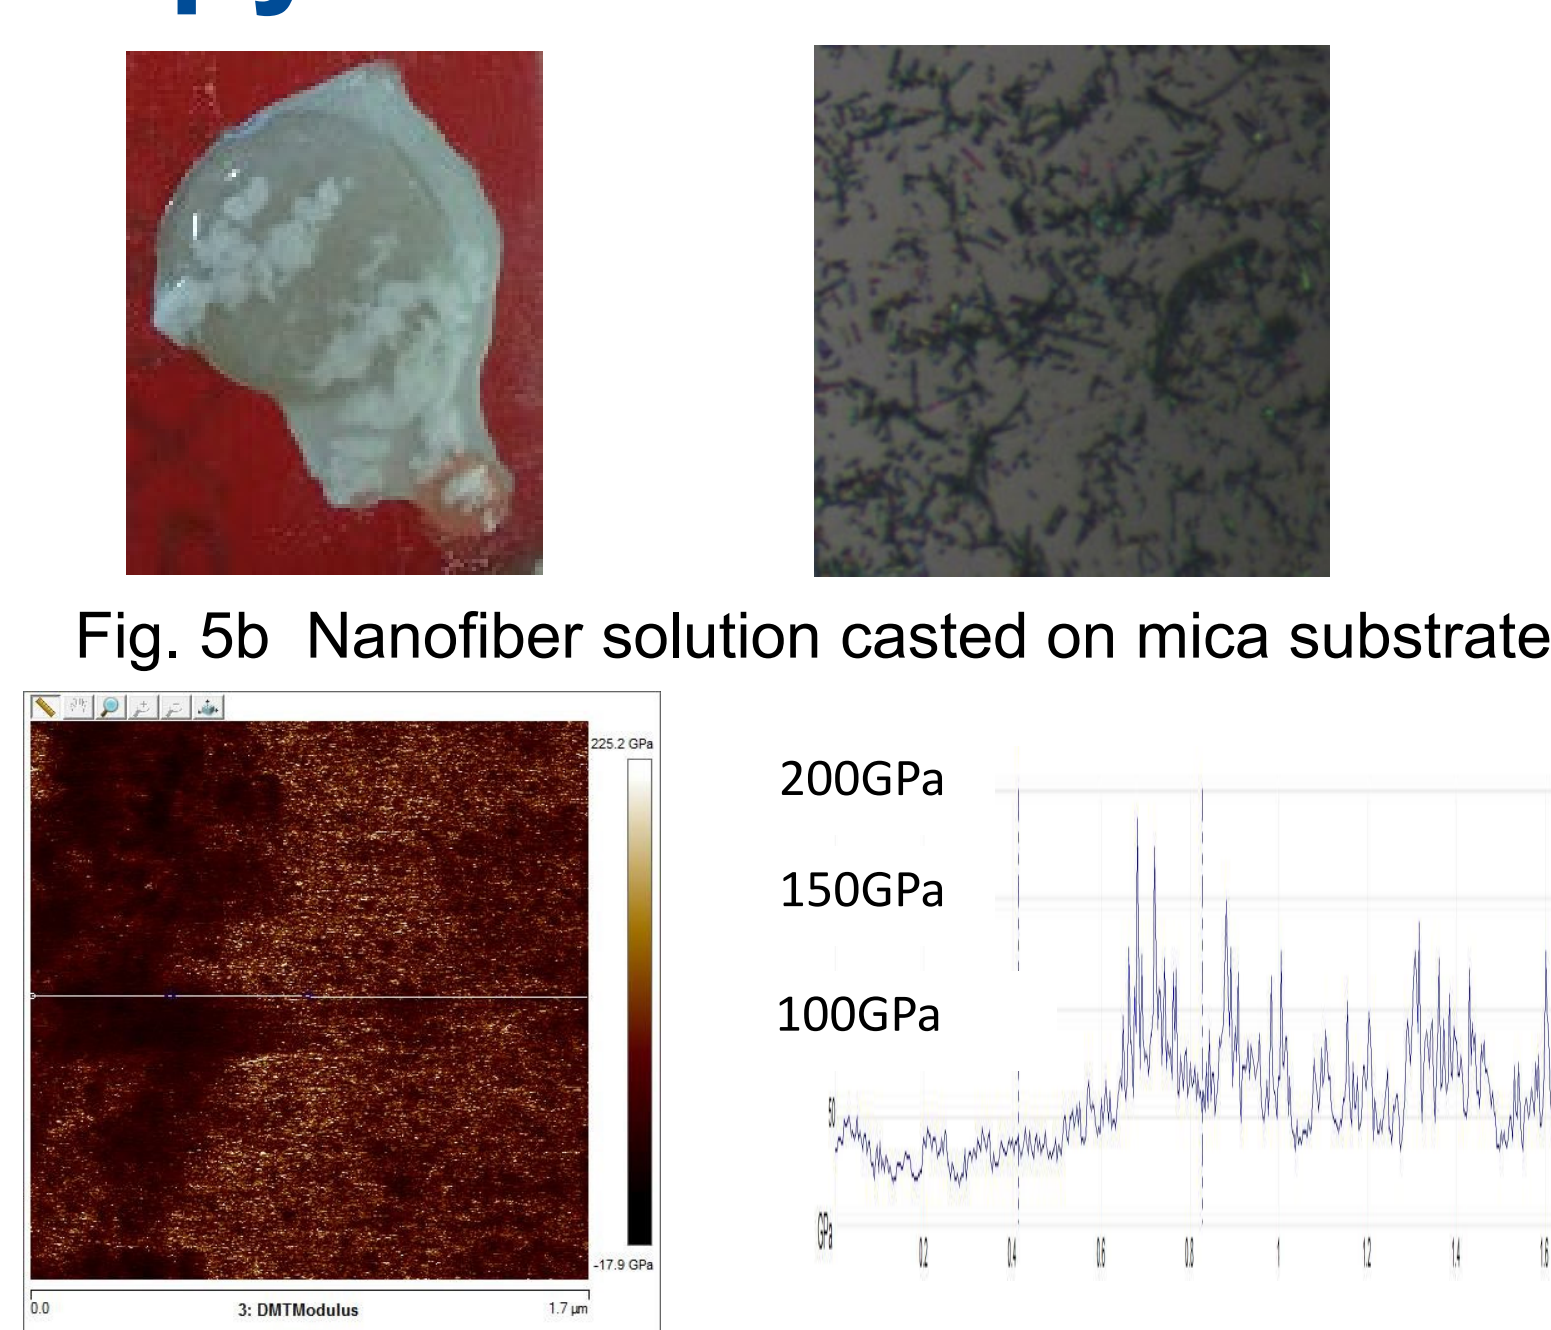 Fig. 5b Nanofiber solution casted on mica substrate
225.2 GPa
-17.9 GPa
0.0
3: DMTModulus
1.7 µm
200GPa
150GPa
100GPa
50
GPa
0.2
0.4
0.6
0.8
1
1.2
1.4
1.6